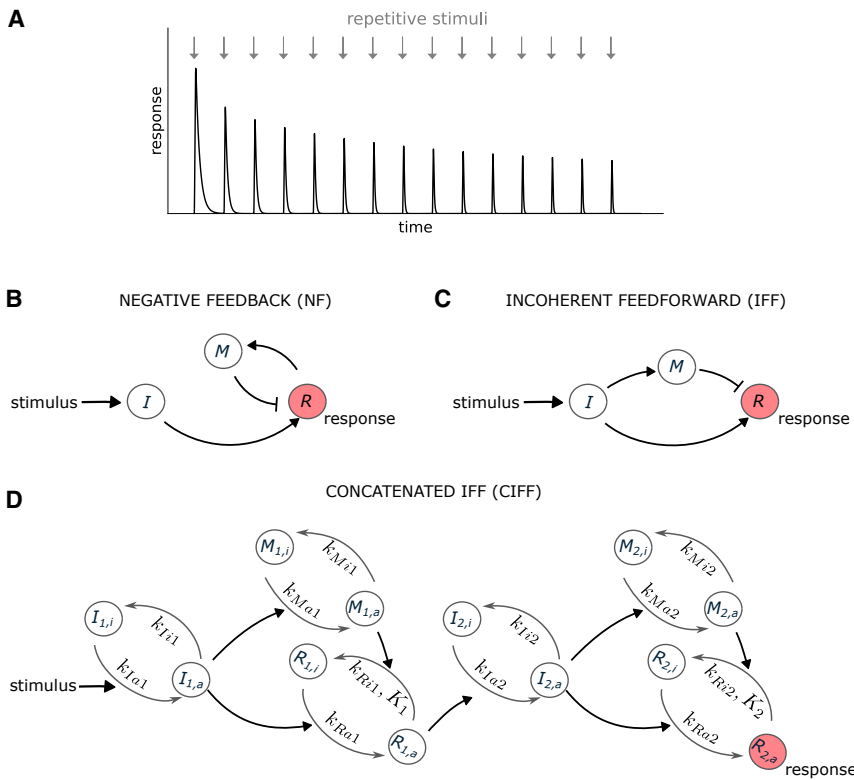 A
repetitive stimuli
response
time
B
NEGATIVE FEEDBACK (NF)
M
stimulus
I
R
response
C
INCOHERENT FEEDFORWARD (IFF)
M
stimulus
I
R
response
D
CONCATENATED IFF (CIFF)
M1,i
kMi1
kMa1
M1,a
I1,i
kIi1
kIa1
I1,a
stimulus
R1,i
kRi1, K1
kRa1
R1,a
I2,i
kIi2
kIa2
I2,a
M2,i
kMi2
kMa2
M2,a
R2,i
kRi2, K2
kRa2
R2,a
response